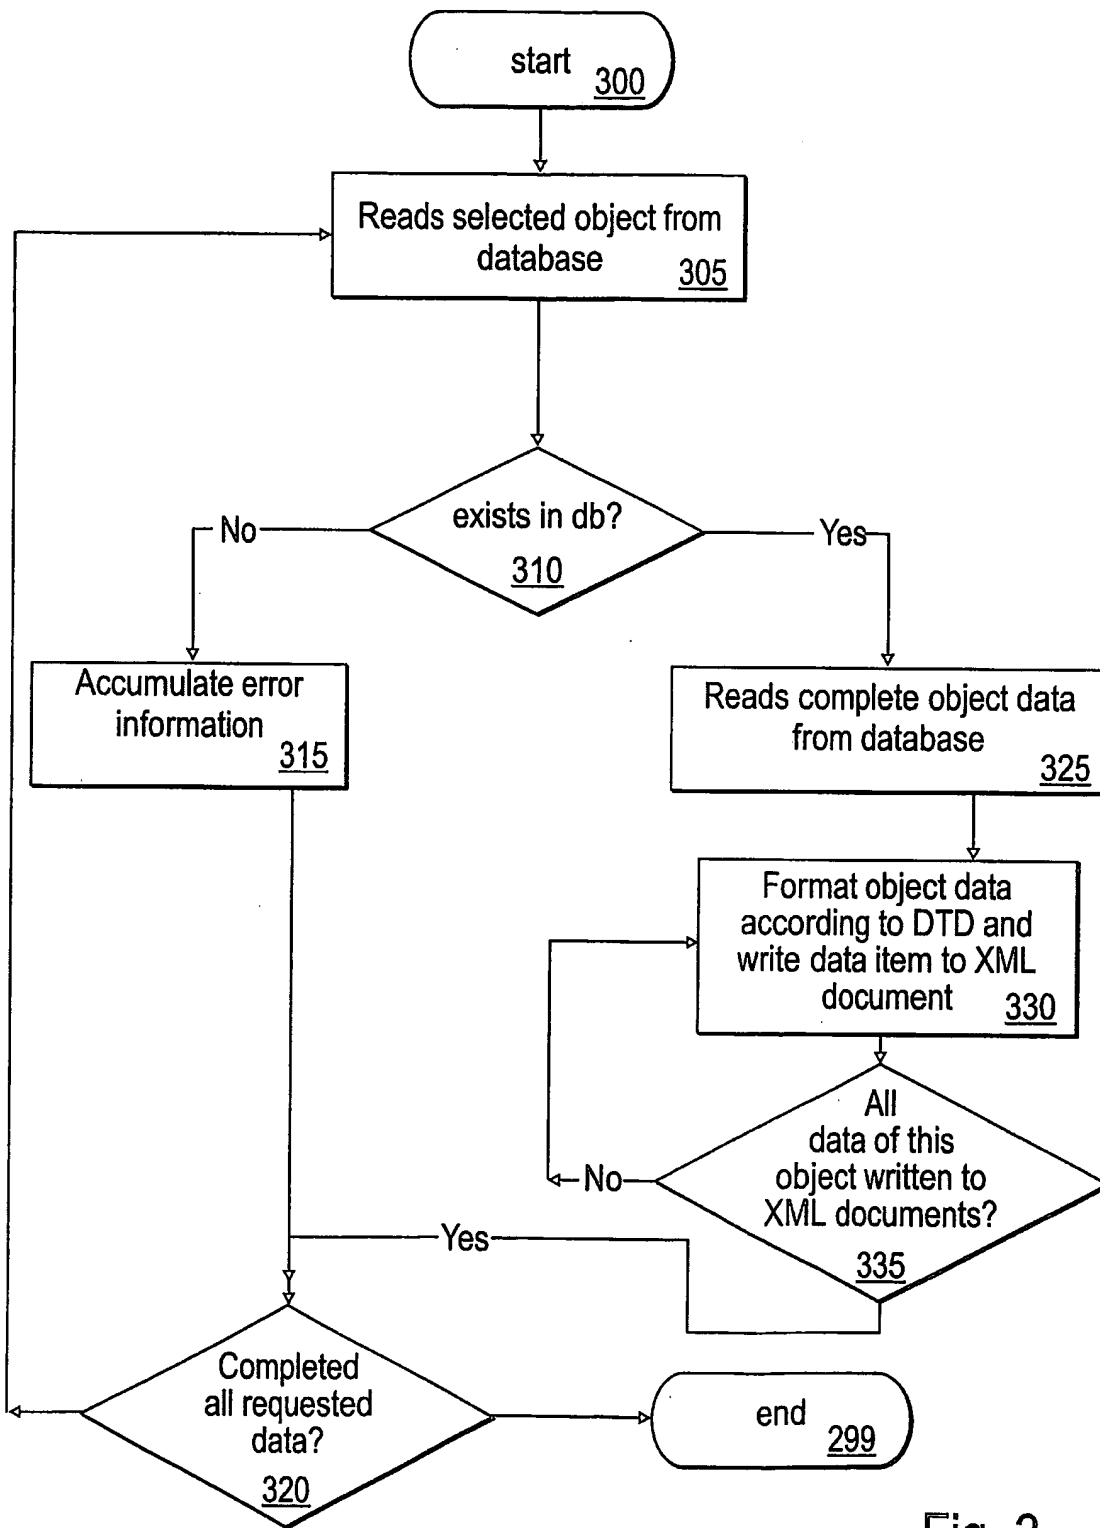 start
300
Reads selected object from
database
305
exists in db?
310
No
Yes
Accumulate error
information
315
Reads complete object data
from database
325
Format object data
according to DTD and
write data item to XML
document
330
All
data of this
object written to
XML documents?
335
No
Yes
Completed
all requested
data?
320
end
299